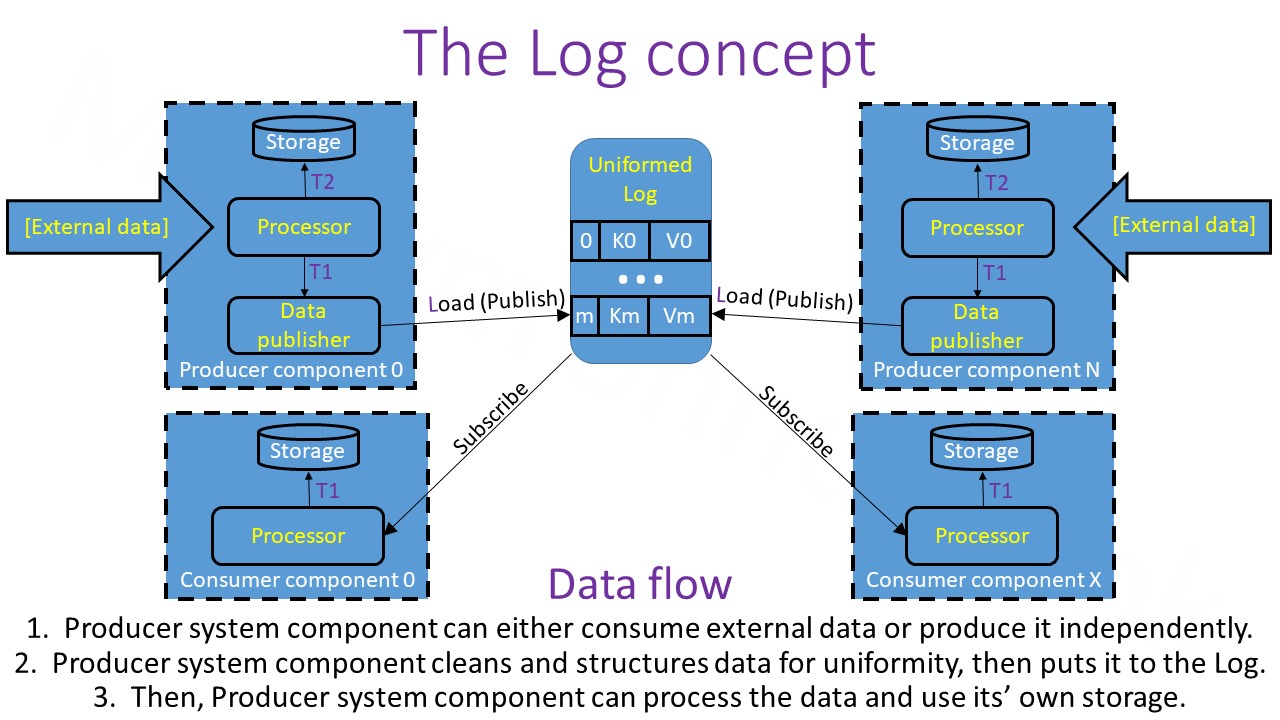 The Log concept
Storage
T2
[External data]
Processor
T1
Data
publisher
Producer component 0
Load (Publish)
Uniformed
Log
0 K0 V0
...
m Km Vm
Load (Publish)
Storage
T2
Processor
[External data]
T1
Data
publisher
Producer component N
Subscribe
Subscribe
Storage
T1
Processor
Consumer component 0
Storage
T1
Processor
Consumer component X
Data flow
1. Producer system component can either consume external data or produce it independently.
2. Producer system component cleans and structures data for uniformity, then puts it to the Log.
3. Then, Producer system component can process the data and use its’ own storage.